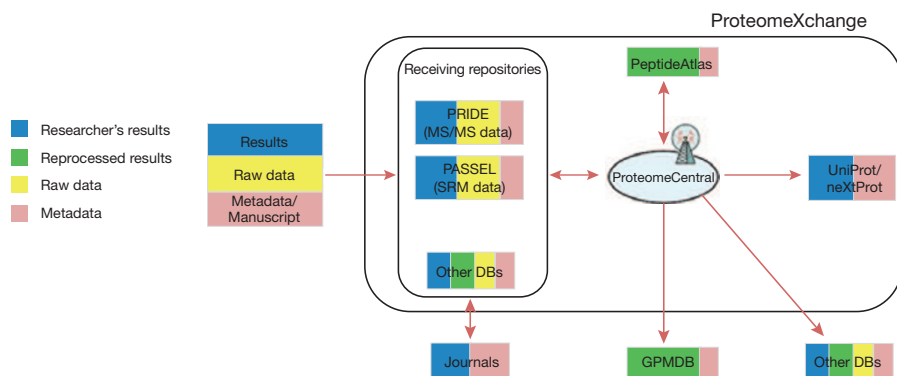 ProteomeXchange
Receiving repositories
PeptideAtlas
Researcher's results
Reprocessed results
Raw data
Metadata
Results
Raw data
Metadata/
Manuscript
PRIDE
(MS/MS data)
PASSEL
(SRM data)
Other DBs
ProteomeCentral
UniProt/
neXtProt
Journals
GPMDB
Other DBs